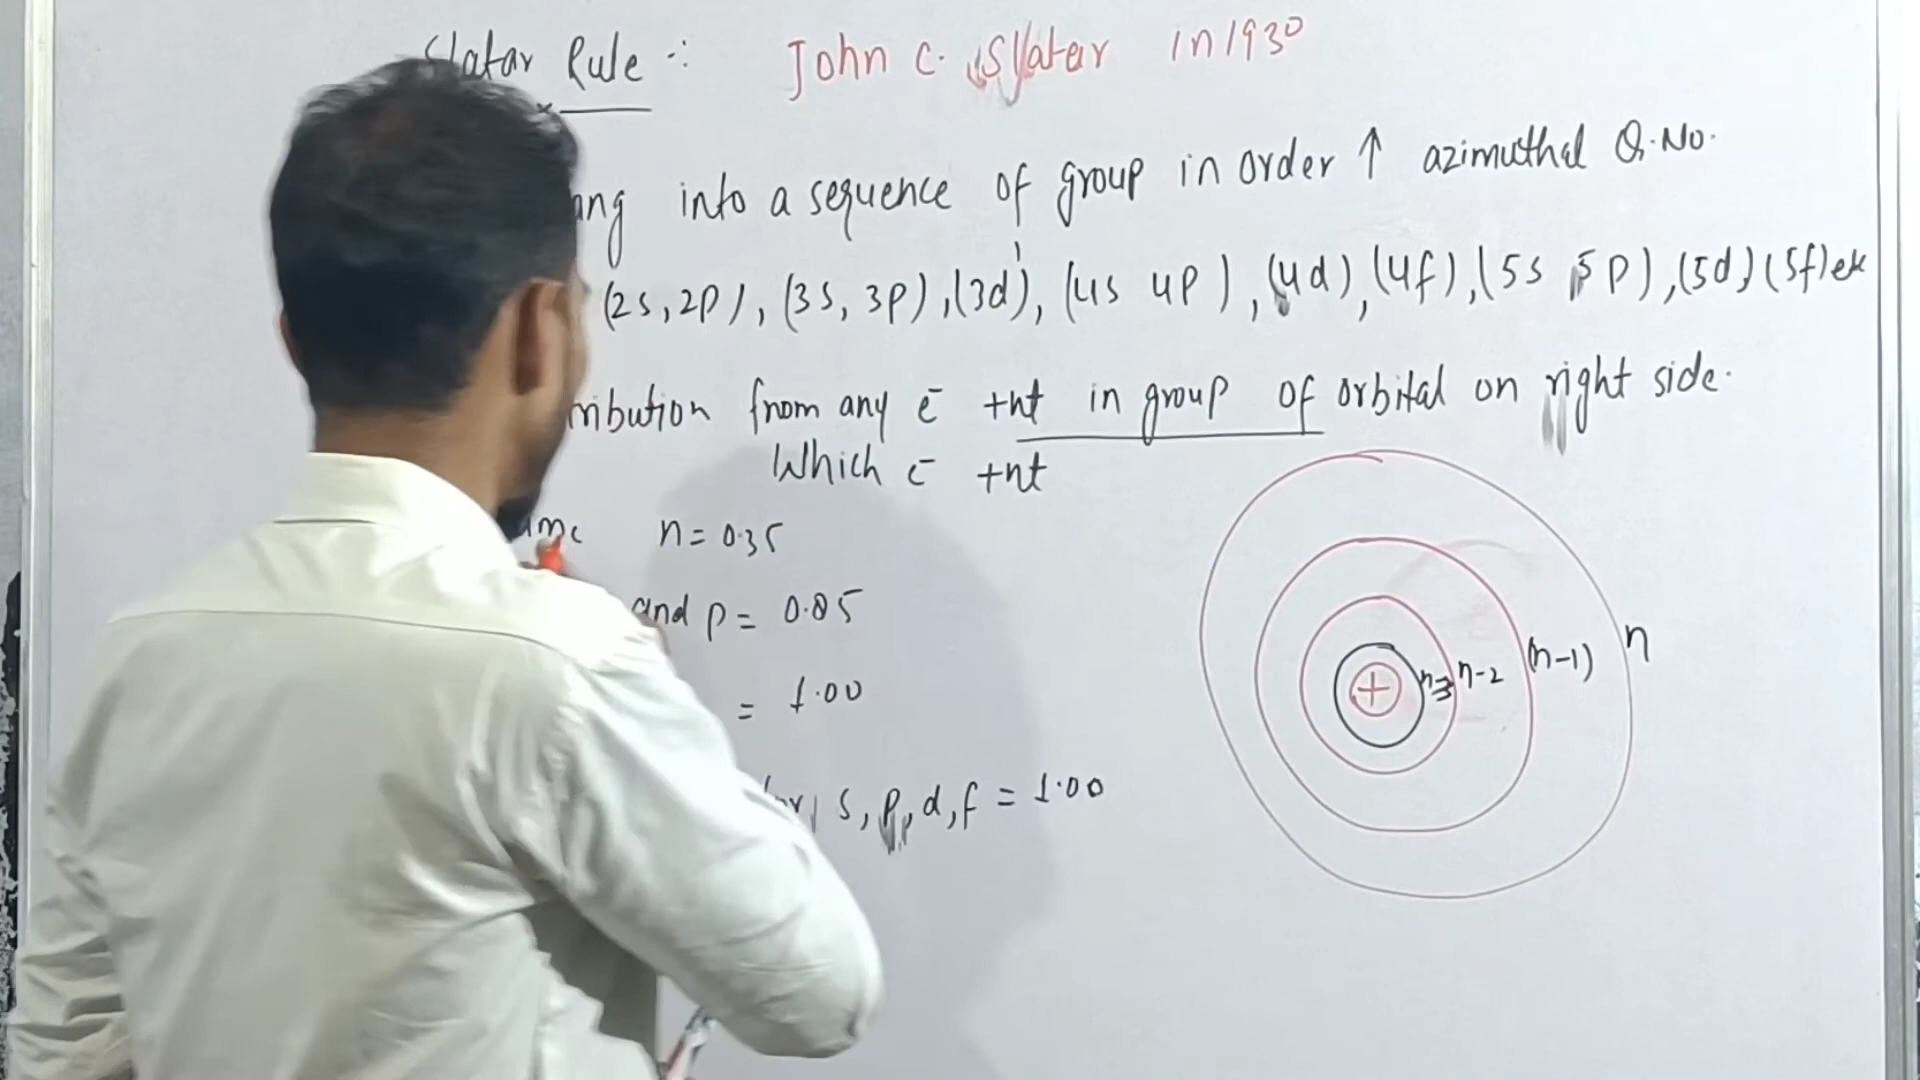 Slatar Rule -: John C. Slater in 1930
ang into a sequence of group in order ↑ azimuthal Q.No.
(2s,2p), (3s, 3p),(3d), (4s 4p), (4d),(4f),(5s 5p),(5d)(5f)etc
ribution from any e⁻ +nt in group of orbital on right side.
Which e⁻ +nt
n = 0.35
and p = 0.85
= 1.00
s, p, d, f = 1.00
+ n-3 n-2 (n-1) n